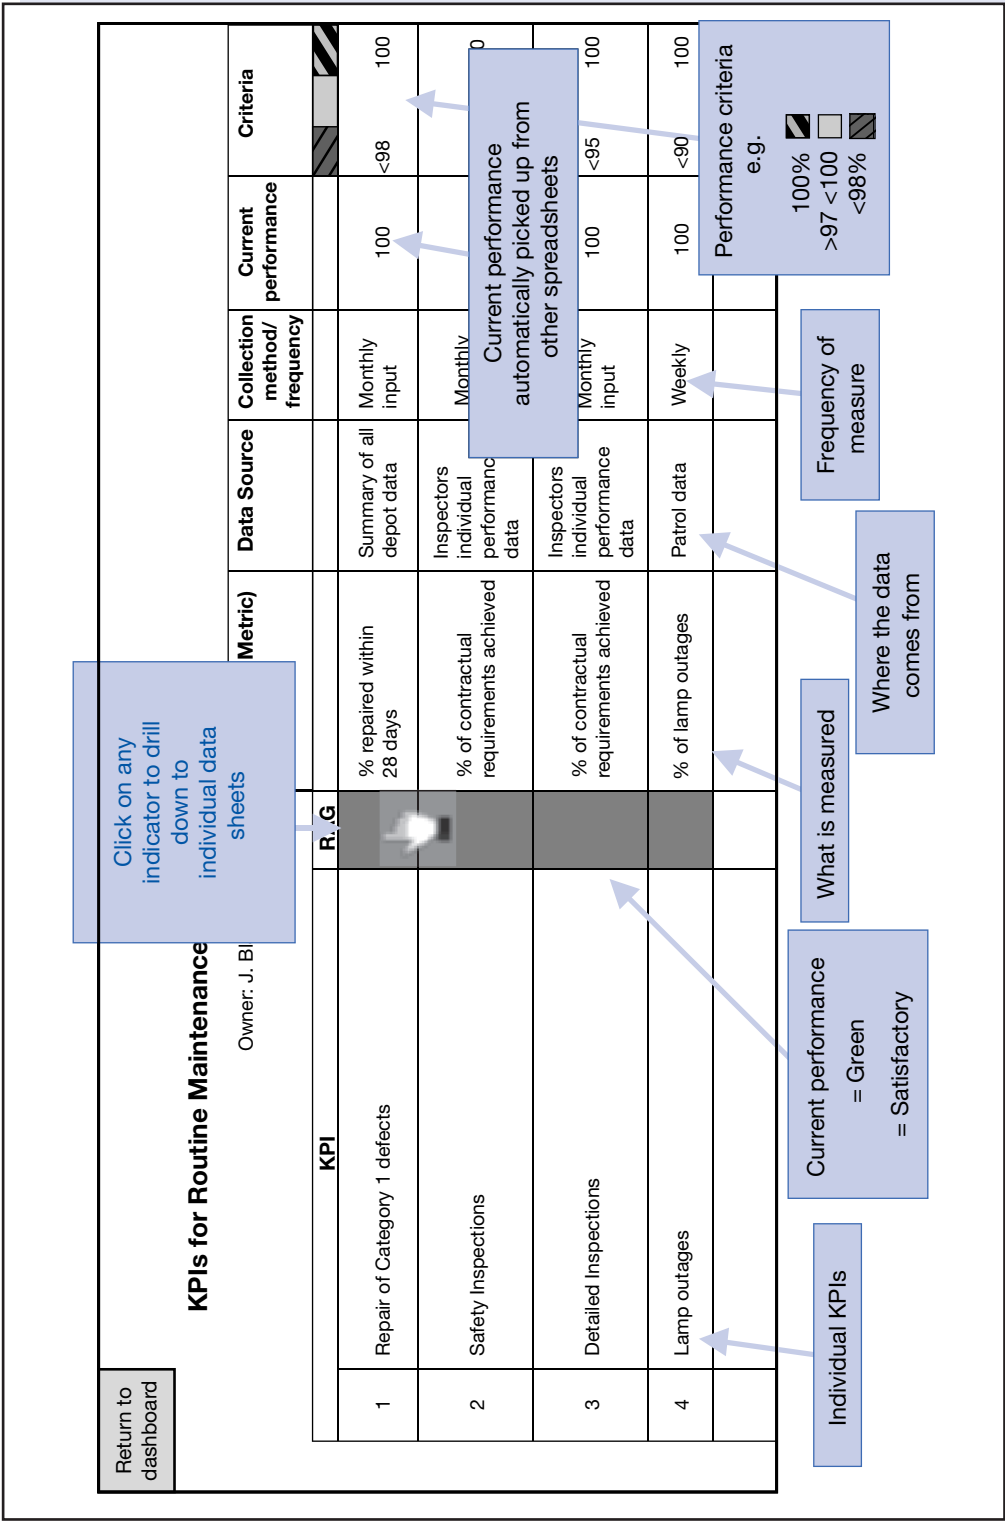 Return to
dashboard
KPIs for Routine Maintenance
Owner: J. Bl
Click on any
indicator to drill
down to
individual data
sheets
Metric)
Data Source
Collection
method/
frequency
Current
performance
Criteria
KPI
1
Repair of Category 1 defects
% repaired within
28 days
Summary of all
depot data
Monthly
input
100
<98
100
2
Safety Inspections
% of contractual
requirements achieved
Inspectors
individual
performanc
data
Monthly
Current performance
automatically picked up from
other spreadsheets
3
Detailed Inspections
% of contractual
requirements achieved
Inspectors
individual
performance
data
Monthly
input
100
<95
100
4
Lamp outages
% of lamp outages
Patrol data
Weekly
100
<90
100
Individual KPIs
Current performance
= Green
= Satisfactory
What is measured
Where the data
comes from
Frequency of
measure
Performance criteria
e.g.
100%
>97 <100
<98%